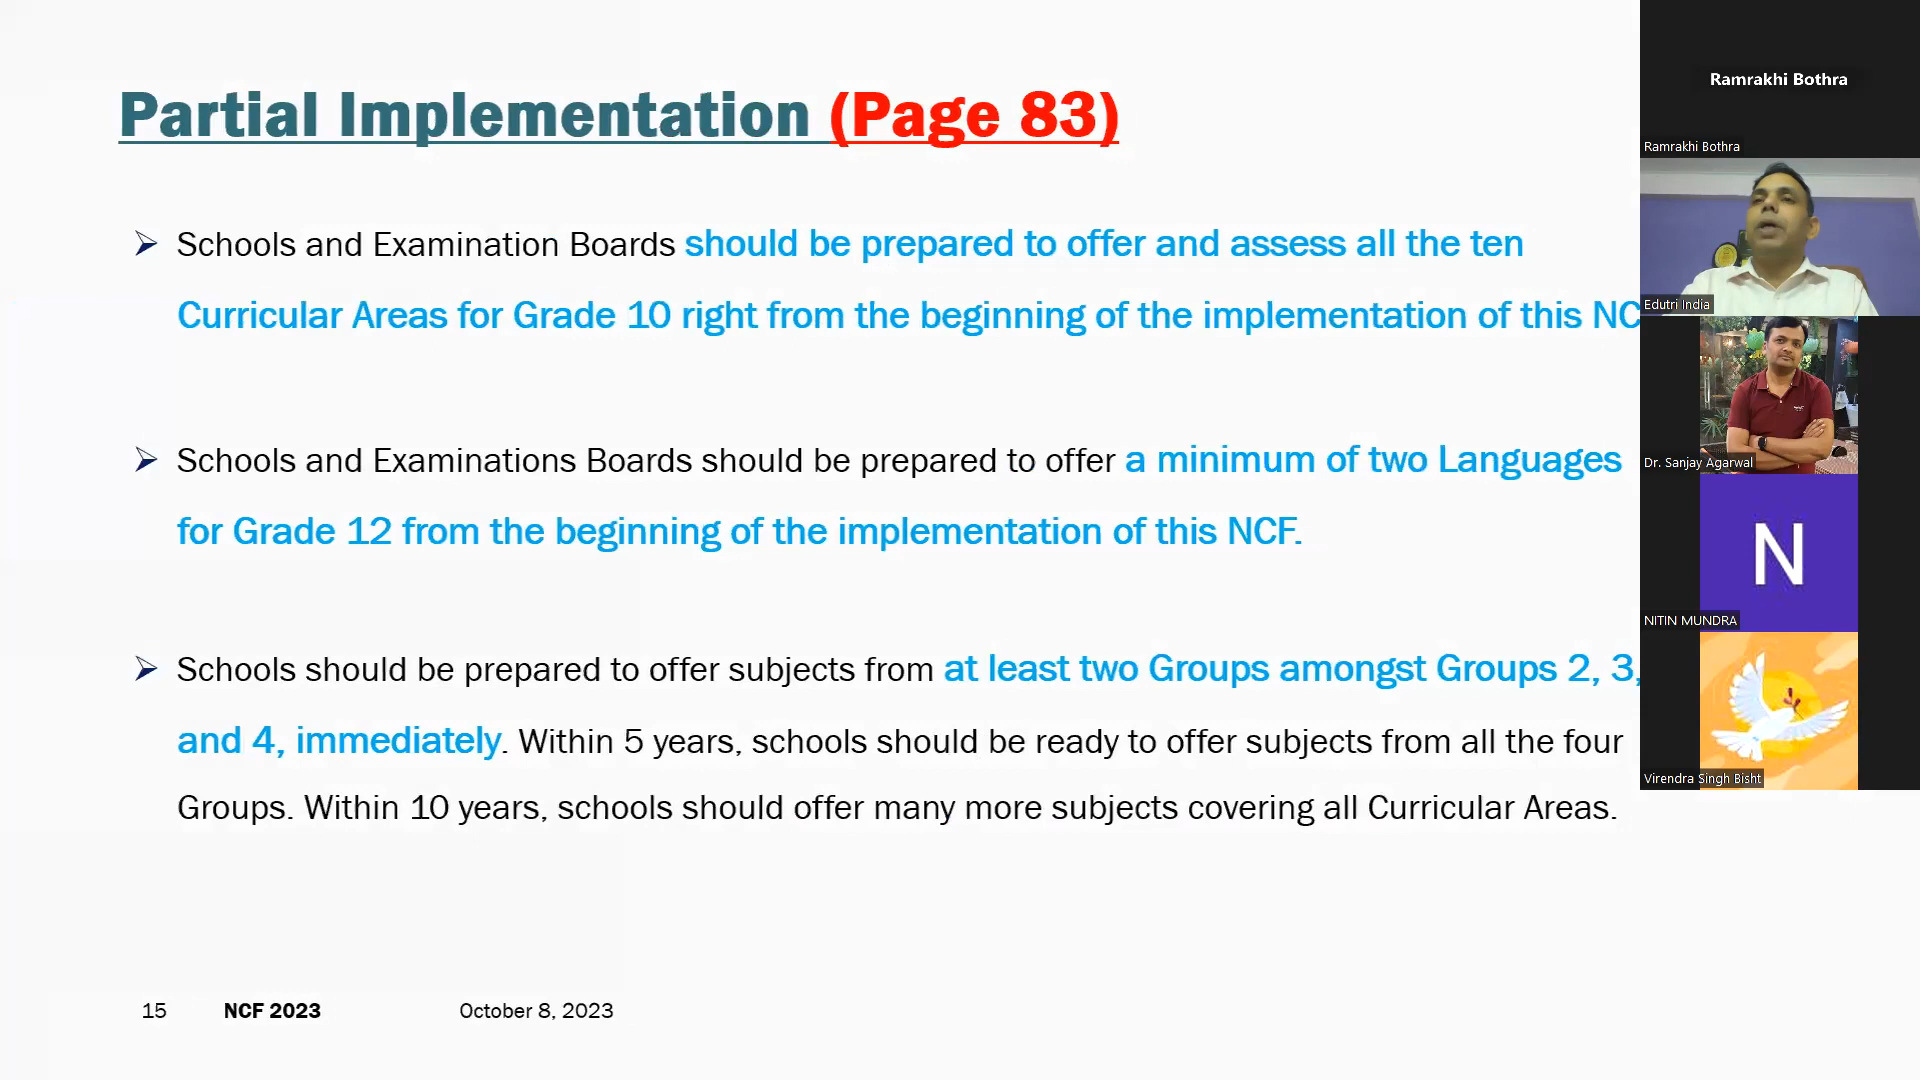 Partial Implementation (Page 83)
Schools and Examination Boards should be prepared to offer and assess all the ten
Curricular Areas for Grade 10 right from the beginning of the implementation of this NC
Schools and Examinations Boards should be prepared to offer a minimum of two Languages
for Grade 12 from the beginning of the implementation of this NCF.
Schools should be prepared to offer subjects from at least two Groups amongst Groups 2, 3,
and 4, immediately. Within 5 years, schools should be ready to offer subjects from all the four
Groups. Within 10 years, schools should offer many more subjects covering all Curricular Areas.
15 NCF 2023 October 8, 2023
Ramrakhi Bothra
Ramrakhi Bothra
Edutri India
Dr. Sanjay Agarwal
N
NITIN MUNDRA
Virendra Singh Bisht